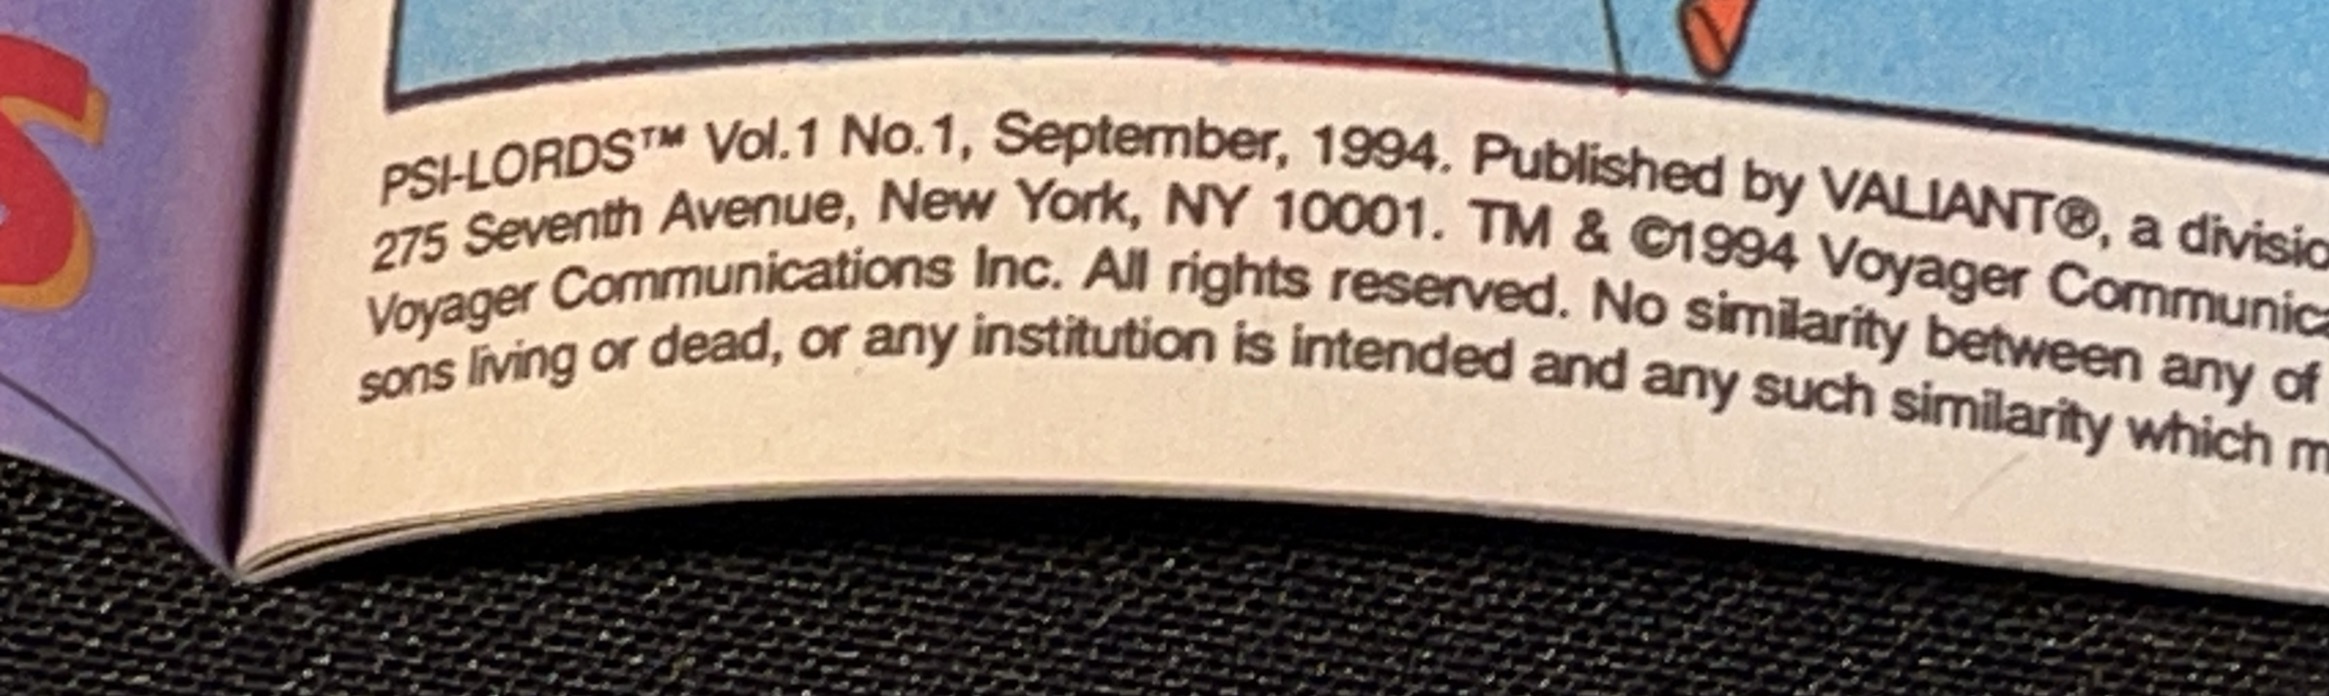 S
PSI-LORDS™ Vol.1 No.1, September, 1994. Published by VALIANT®, a divisio
275 Seventh Avenue, New York, NY 10001. TM & ©1994 Voyager Communica
Voyager Communications Inc. All rights reserved. No similarity between any of
sons living or dead, or any institution is intended and any such similarity which m